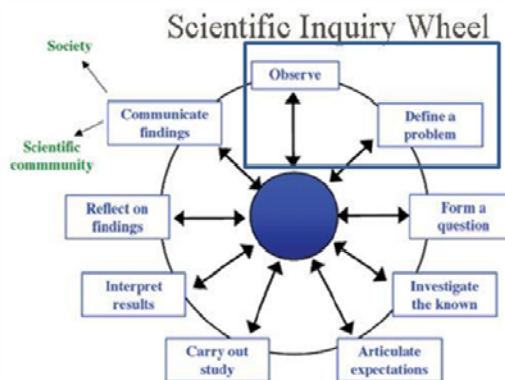 Scientific Inquiry Wheel
Society
Observe
Communicate
findings
Define a
problem
Scientific
commmunity
Reflect on
findings
Form a
question
Interpret
results
Investigate
the known
Carry out
study
Articulate
expectations